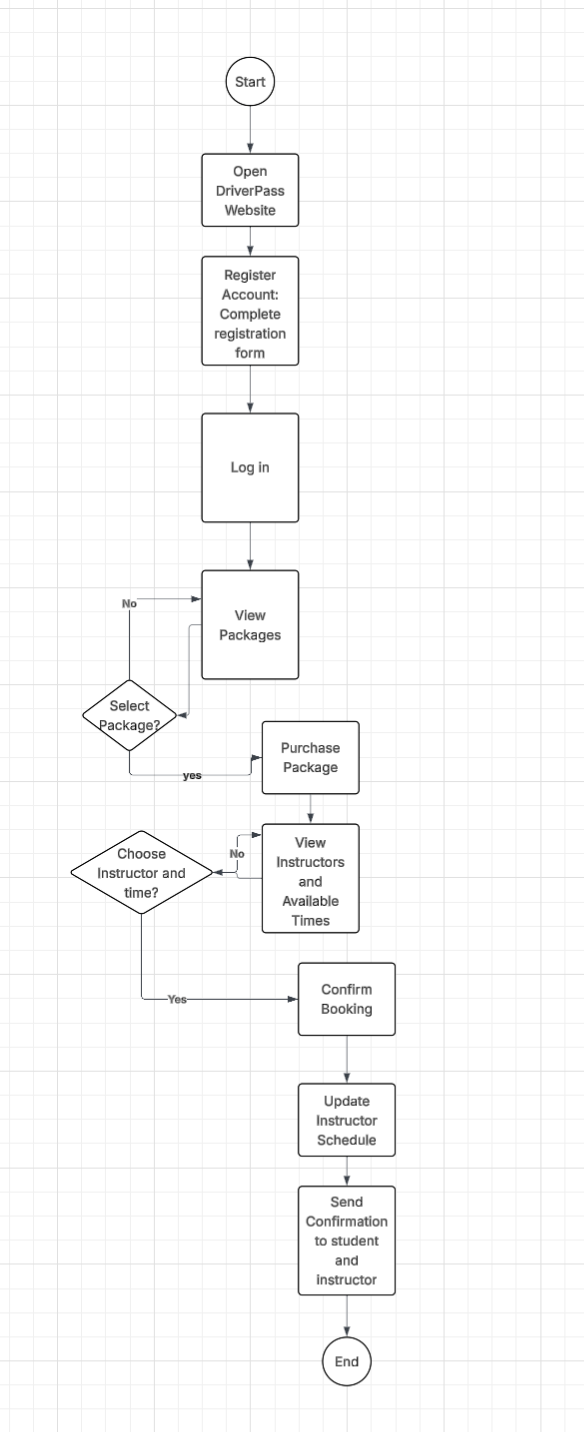 Start
Open
DriverPass
Website
Register
Account:
Complete
registration
form
Log in
No
View
Packages
Select
Package?
yes
Purchase
Package
Choose
Instructor and
time?
No
View
Instructors
and
Available
Times
Yes
Confirm
Booking
Update
Instructor
Schedule
Send
Confirmation
to student
and
instructor
End